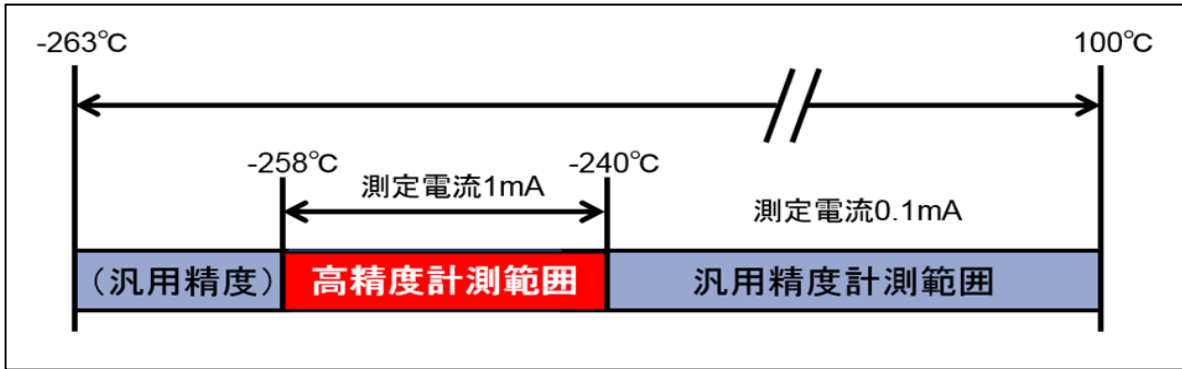 -263℃
100℃
-258℃
-240℃
測定電流1mA
測定電流0.1mA
（汎用精度）
高精度計測範囲
汎用精度計測範囲